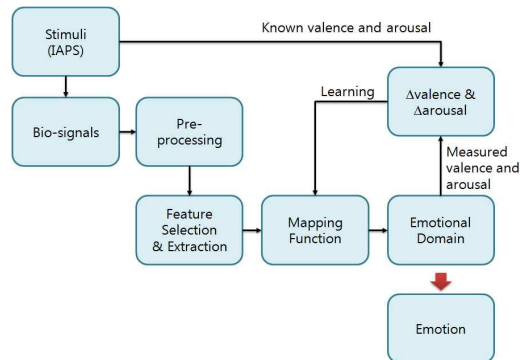 Stimuli
(IAPS)
Known valence and arousal
Learning
Δvalence &
Δarousal
Bio-signals
Pre-
processing
Measured
valence and
arousal
Feature
Selection
& Extraction
Mapping
Function
Emotional
Domain
Emotion